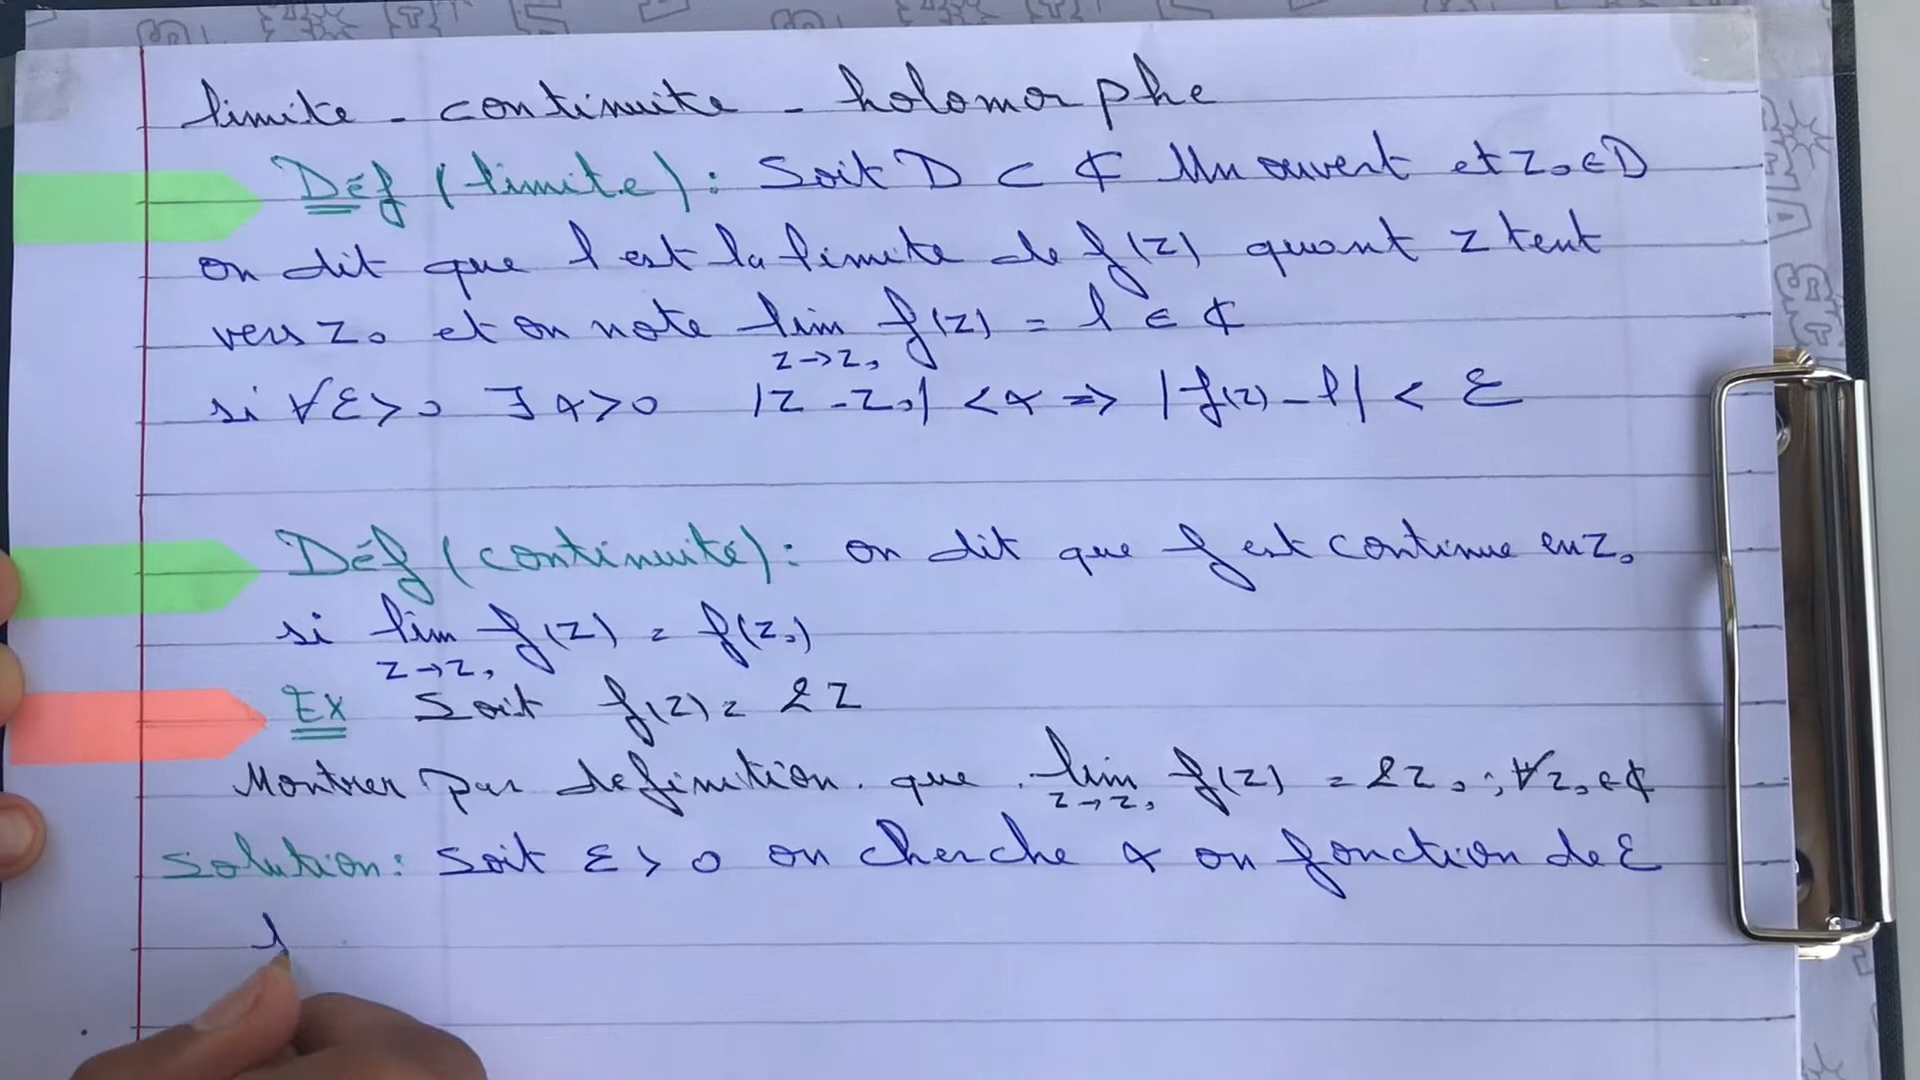 limite - continuite - holomorphe
Déf (limite): Soit D ⊂ ℂ Un ouvert et z₀ ∈ D
on dit que l est la limite de f(z) quant z tent
vers z₀ et on note lim f(z) = l ∈ ℂ
z→z₀
si ∀ε>0 ∃α>0 |z-z₀| <α => |f(z)-l| < ε
Déf (continuité): on dit que f est continue en z₀
si lim f(z) = f(z₀)
z→z₀
Ex Soit f(z) = 2z
Montrer par definition que lim f(z) = 2z₀ ; ∀z₀ ∈ ℂ
z→z₀
Solution: Soit ε > 0 on cherche α on fonction de ε